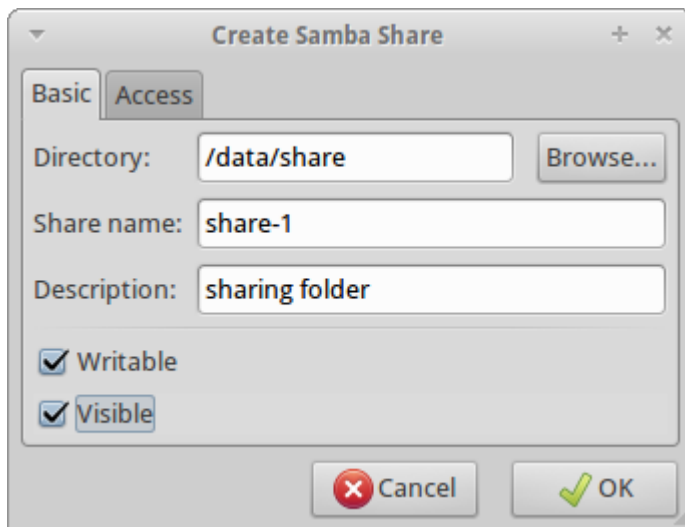 Create Samba Share
Basic Access
Directory: /data/share Browse...
Share name: share-1
Description: sharing folder
Writable
Visible
Cancel OK